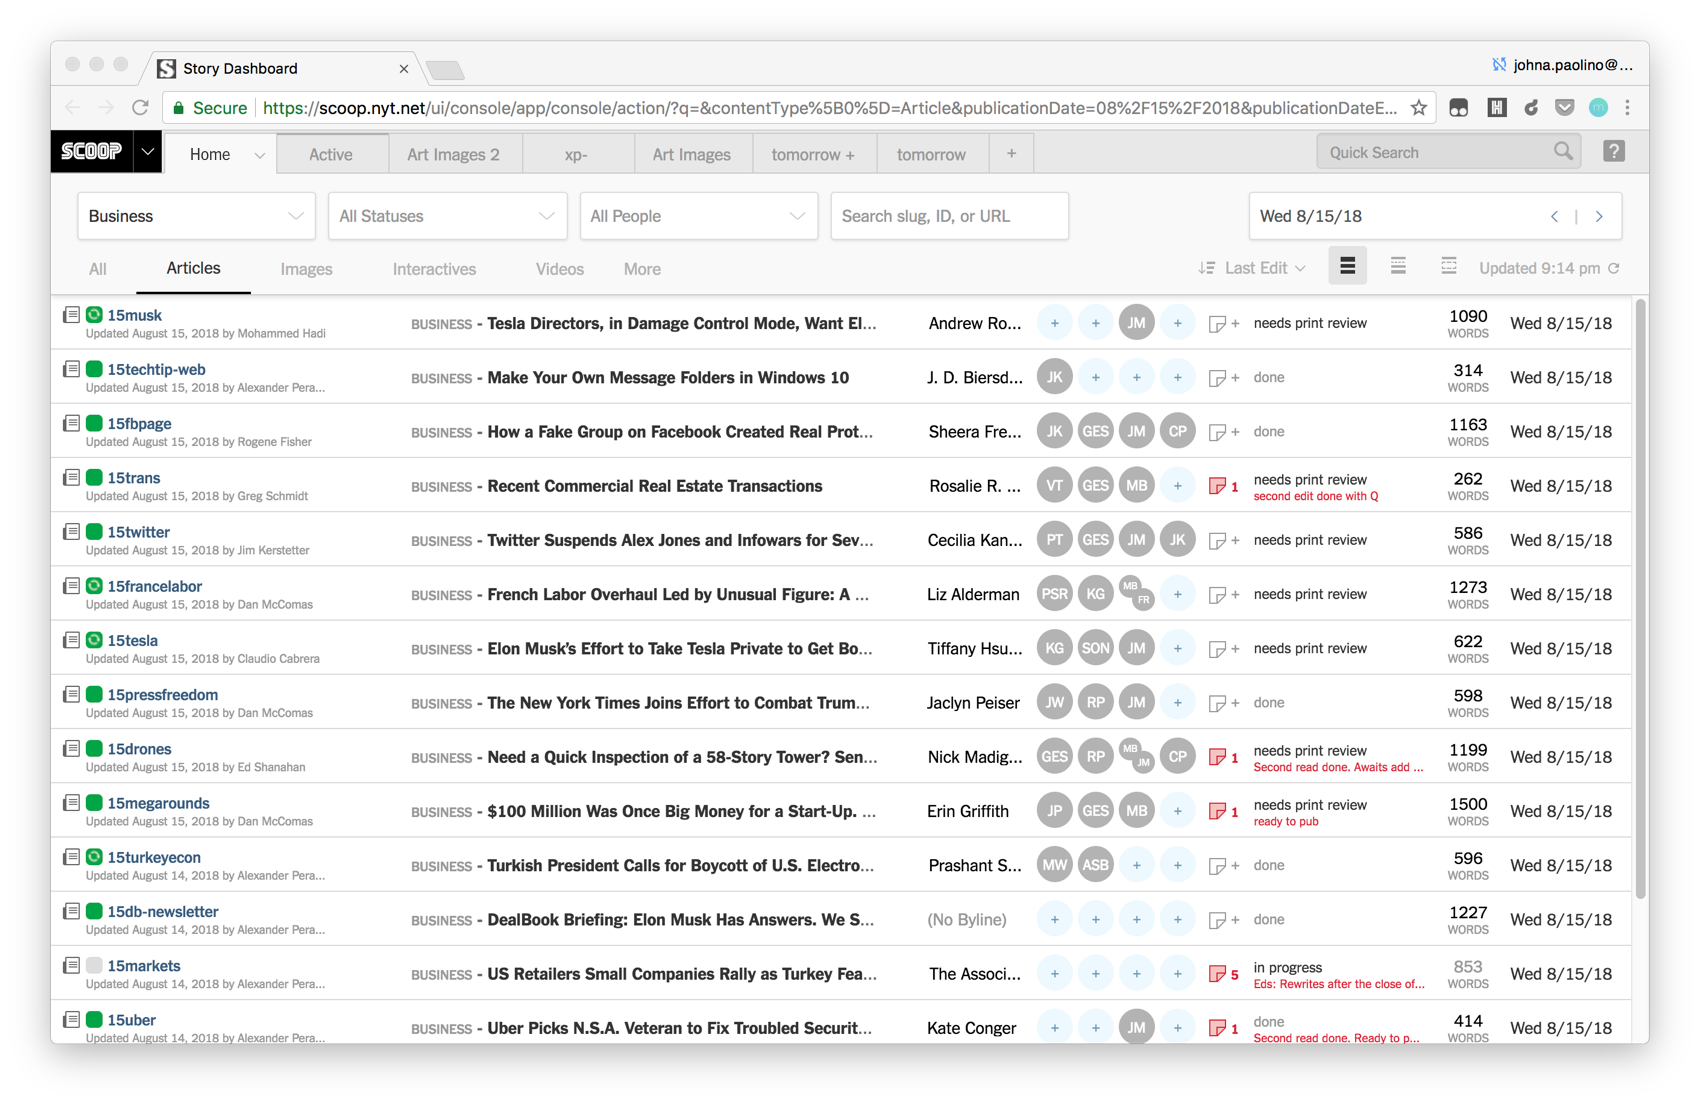 Story Dashboard
johna.paolino@...
Secure | https://scoop.nyt.net/ui/console/app/console/action/?q=&contentType%5B0%5D=Article&publicationDate=08%2F15%2F2018&publicationDateE...
SCOOP Home Active Art Images 2 xp- Art Images tomorrow + tomorrow + Quick Search ?
Business All Statuses All People Search slug, ID, or URL Wed 8/15/18
All Articles Images Interactives Videos More Last Edit Updated 9:14 pm
15musk
Updated August 15, 2018 by Mohammed Hadi
BUSINESS - Tesla Directors, in Damage Control Mode, Want El... Andrew Ro... + + JM + + needs print review 1090 WORDS Wed 8/15/18
15techtip-web
Updated August 15, 2018 by Alexander Pera...
BUSINESS - Make Your Own Message Folders in Windows 10 J. D. Biersd... JK + + + + done 314 WORDS Wed 8/15/18
15fbpage
Updated August 15, 2018 by Rogene Fisher
BUSINESS - How a Fake Group on Facebook Created Real Prot... Sheera Fre... JK GES JM CP + done 1163 WORDS Wed 8/15/18
15trans
Updated August 15, 2018 by Greg Schmidt
BUSINESS - Recent Commercial Real Estate Transactions Rosalie R. ... VT GES MB + 1 needs print review 262 WORDS Wed 8/15/18
second edit done with Q
15twitter
Updated August 15, 2018 by Jim Kerstetter
BUSINESS - Twitter Suspends Alex Jones and Infowars for Sev... Cecilia Kan... PT GES JM JK + needs print review 586 WORDS Wed 8/15/18
15francelabor
Updated August 15, 2018 by Dan McComas
BUSINESS - French Labor Overhaul Led by Unusual Figure: A ... Liz Alderman PSR KG MB FR + + needs print review 1273 WORDS Wed 8/15/18
15tesla
Updated August 15, 2018 by Claudio Cabrera
BUSINESS - Elon Musk’s Effort to Take Tesla Private to Get Bo... Tiffany Hsu... KG SON JM + + needs print review 622 WORDS Wed 8/15/18
15pressfreedom
Updated August 15, 2018 by Dan McComas
BUSINESS - The New York Times Joins Effort to Combat Trum... Jaclyn Peiser JW RP JM + + done 598 WORDS Wed 8/15/18
15drones
Updated August 15, 2018 by Ed Shanahan
BUSINESS - Need a Quick Inspection of a 58-Story Tower? Sen... Nick Madig... GES RP MB JM CP 1 needs print review 1199 WORDS Wed 8/15/18
Second read done. Awaits add ...
15megarounds
Updated August 15, 2018 by Dan McComas
BUSINESS - $100 Million Was Once Big Money for a Start-Up. ... Erin Griffith JP GES MB + 1 needs print review 1500 WORDS Wed 8/15/18
ready to pub
15turkeyecon
Updated August 14, 2018 by Alexander Pera...
BUSINESS - Turkish President Calls for Boycott of U.S. Electro... Prashant S... MW ASB + + + done 596 WORDS Wed 8/15/18
15db-newsletter
Updated August 14, 2018 by Alexander Pera...
BUSINESS - DealBook Briefing: Elon Musk Has Answers. We S... (No Byline) + + + + + done 1227 WORDS Wed 8/15/18
15markets
Updated August 14, 2018 by Alexander Pera...
BUSINESS - US Retailers Small Companies Rally as Turkey Fea... The Associ... + + + + 5 in progress 853 WORDS Wed 8/15/18
Eds: Rewrites after the close of...
15uber
Updated August 14, 2018 by Alexander Pera...
BUSINESS - Uber Picks N.S.A. Veteran to Fix Troubled Securit... Kate Conger + + JM + 1 done 414 WORDS Wed 8/15/18
Second read done. Ready to p...